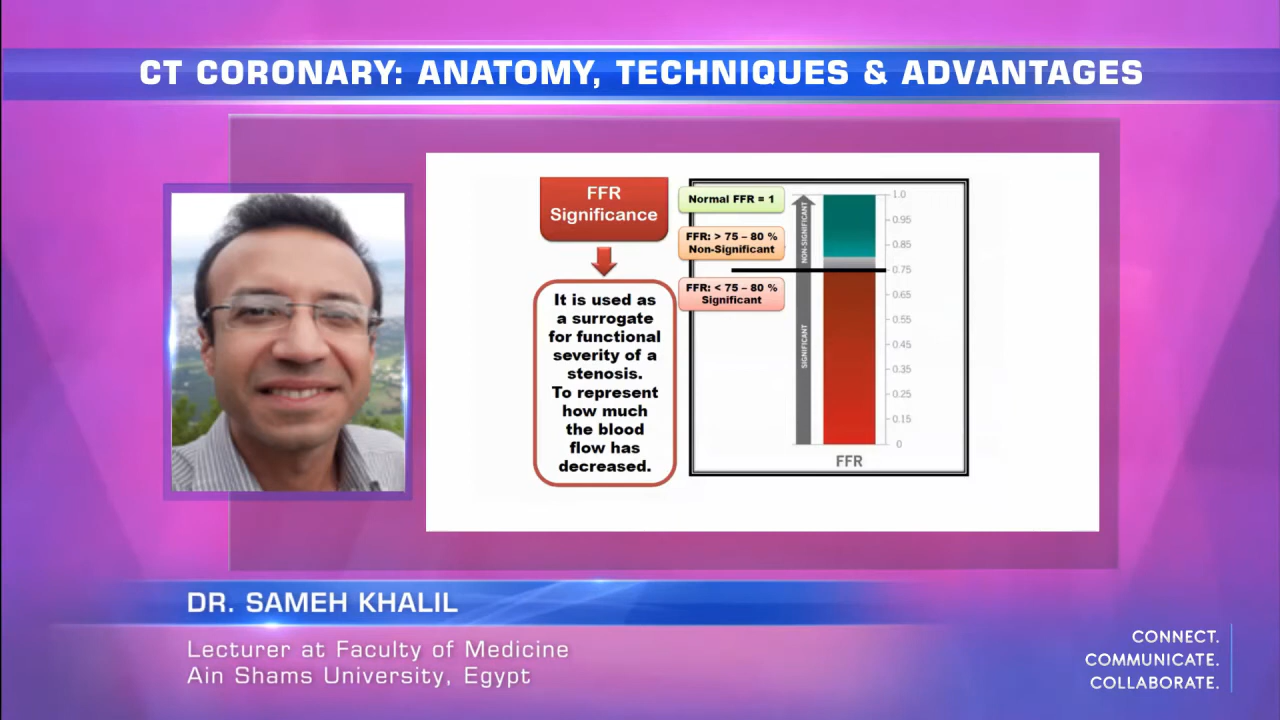 CT CORONARY: ANATOMY, TECHNIQUES & ADVANTAGES
FFR
Significance
It is used as
a surrogate
for functional
severity of a
stenosis.
To represent
how much
the blood
flow has
decreased.
Normal FFR = 1
FFR: > 75 – 80 %
Non-Significant
FFR: < 75 – 80 %
Significant
NON-SIGNIFICANT
SIGNIFICANT
1.0
0.95
0.85
0.75
0.65
0.55
0.45
0.35
0.25
0.15
0
FFR
DR. SAMEH KHALIL
Lecturer at Faculty of Medicine
Ain Shams University, Egypt
CONNECT.
COMMUNICATE.
COLLABORATE.